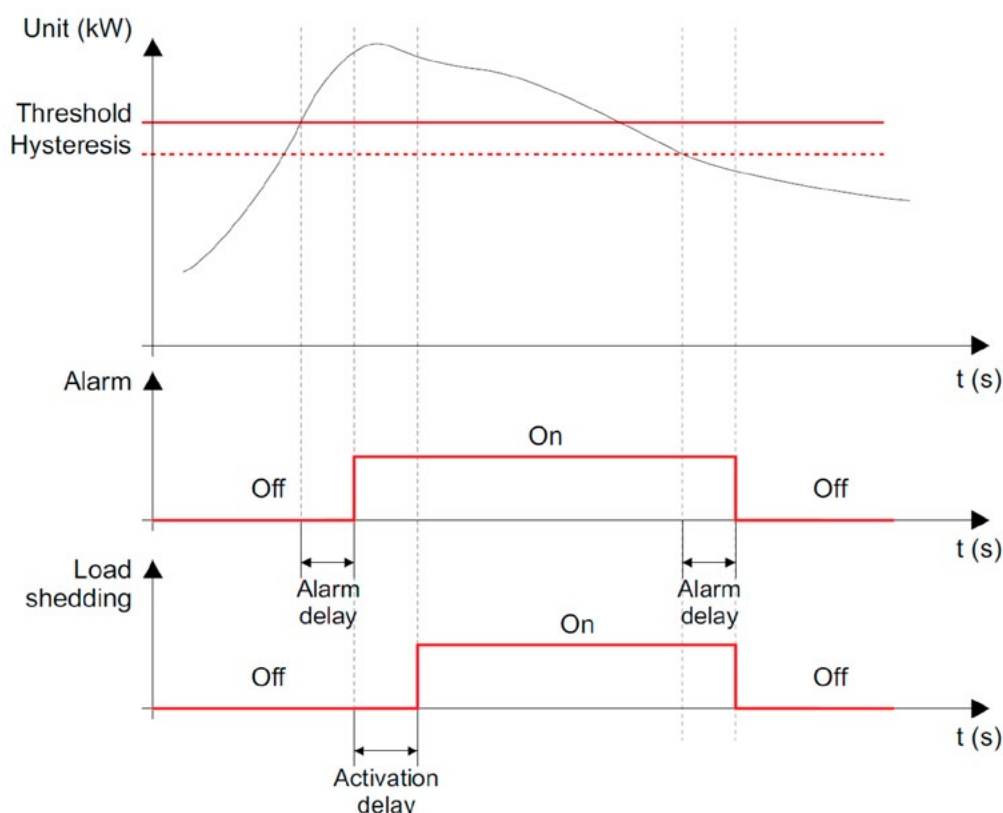 Unit (kW)
Threshold
Hysteresis
t (s)
Alarm
On
Off
Off
t (s)
Load
shedding
Alarm
delay
Alarm
delay
On
Off
Off
t (s)
Activation
delay